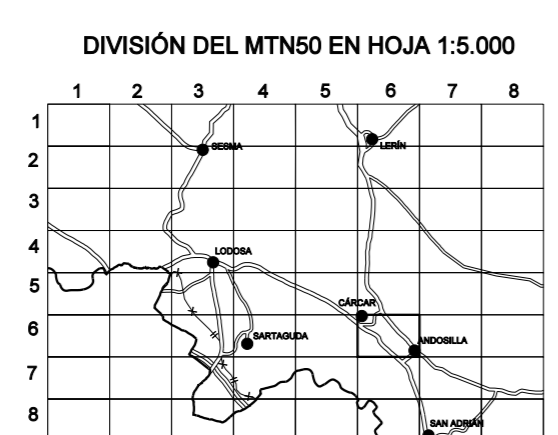 DIVISIÓN DEL MTN50 EN HOJA 1:5.000
1 2 3 4 5 6 7 8
1
LERÍN
SESMA
2
3
4
LODOSA
5
CÁRCAR
6
SARTAGUDA
ANDOSILLA
7
8
SAN ADRIÁN